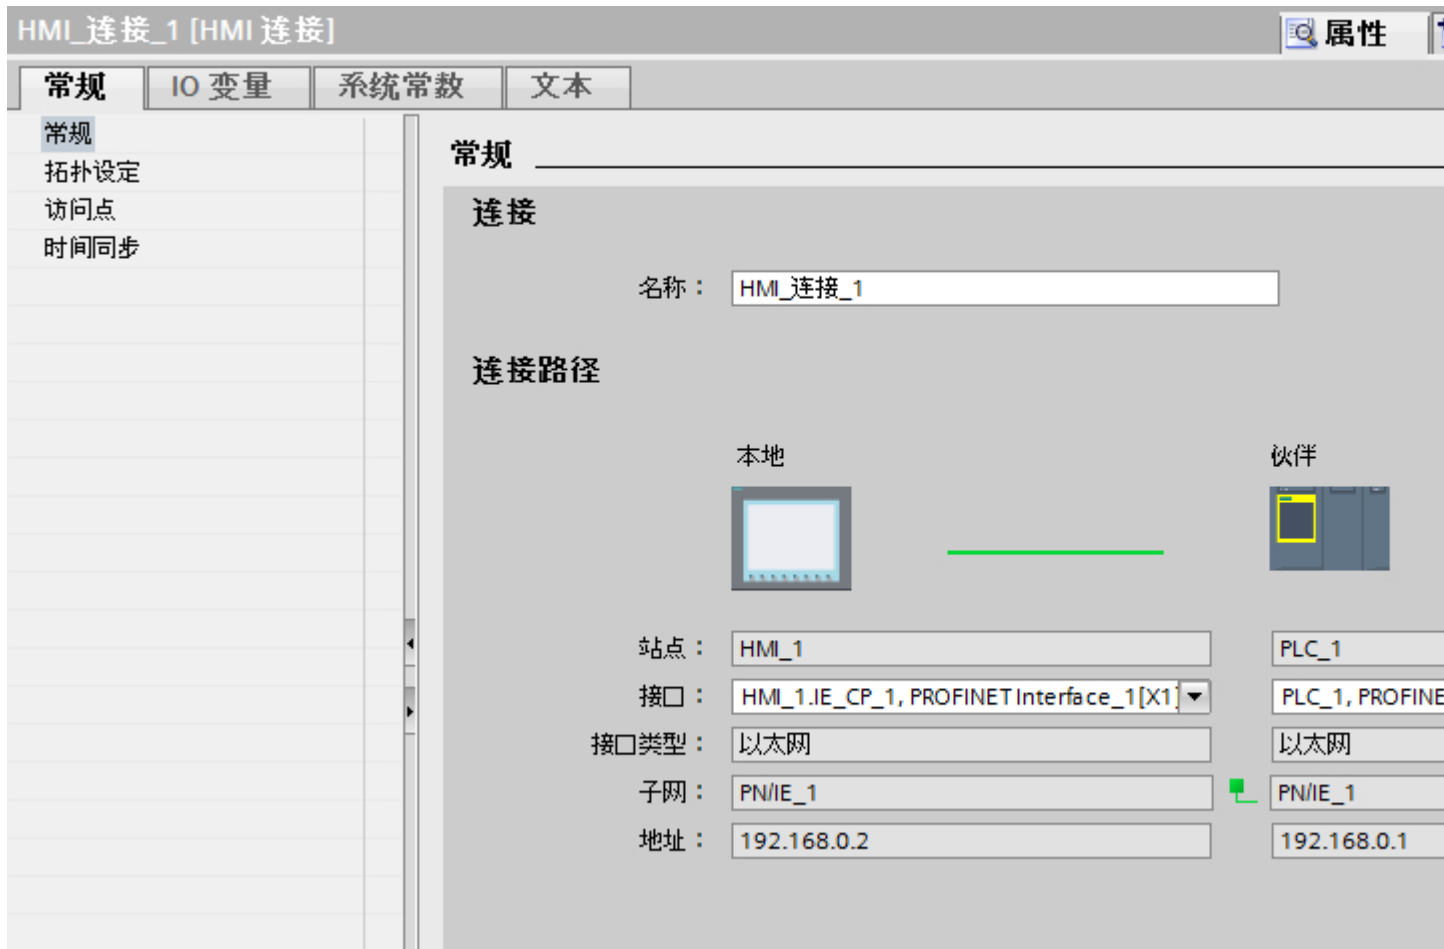 HMI_连接_1 [HMI 连接]
属性
常规
IO 变量
系统常数
文本
常规
拓扑设定
访问点
时间同步
常规
连接
名称：
HMI_连接_1
连接路径
本地
伙伴
站点：
HMI_1
PLC_1
接口：
HMI_1.IE_CP_1, PROFINET Interface_1[X1]
PLC_1, PROFINE
接口类型：
以太网
以太网
子网：
PN/IE_1
PN/IE_1
地址：
192.168.0.2
192.168.0.1